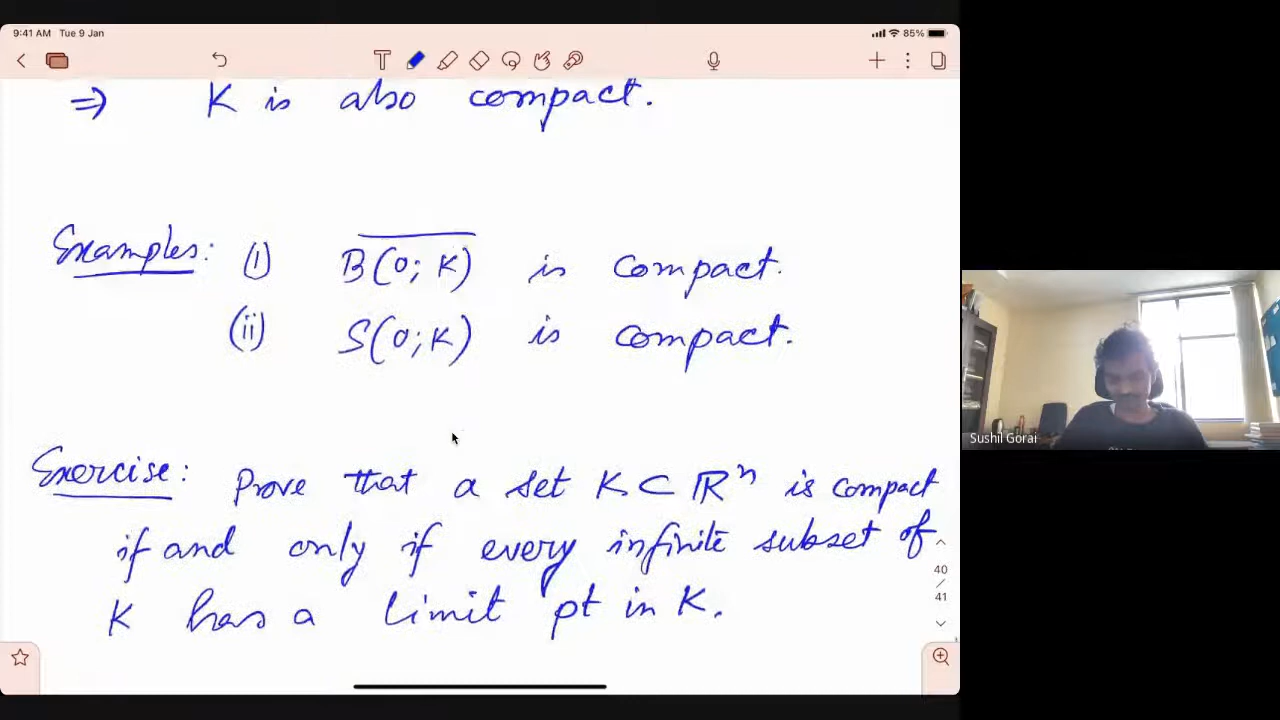 9:41 AM Tue 9 Jan
85%
T
⇒ K is also compact.
Examples: (i) \overline{B(0; K)} is compact.
(ii) S(0; K) is compact.
Exercise: Prove that a set K ⊂ ℝⁿ is compact
if and only if every infinite subset of
K has a limit pt in K.
40
/
41
Sushil Gorai